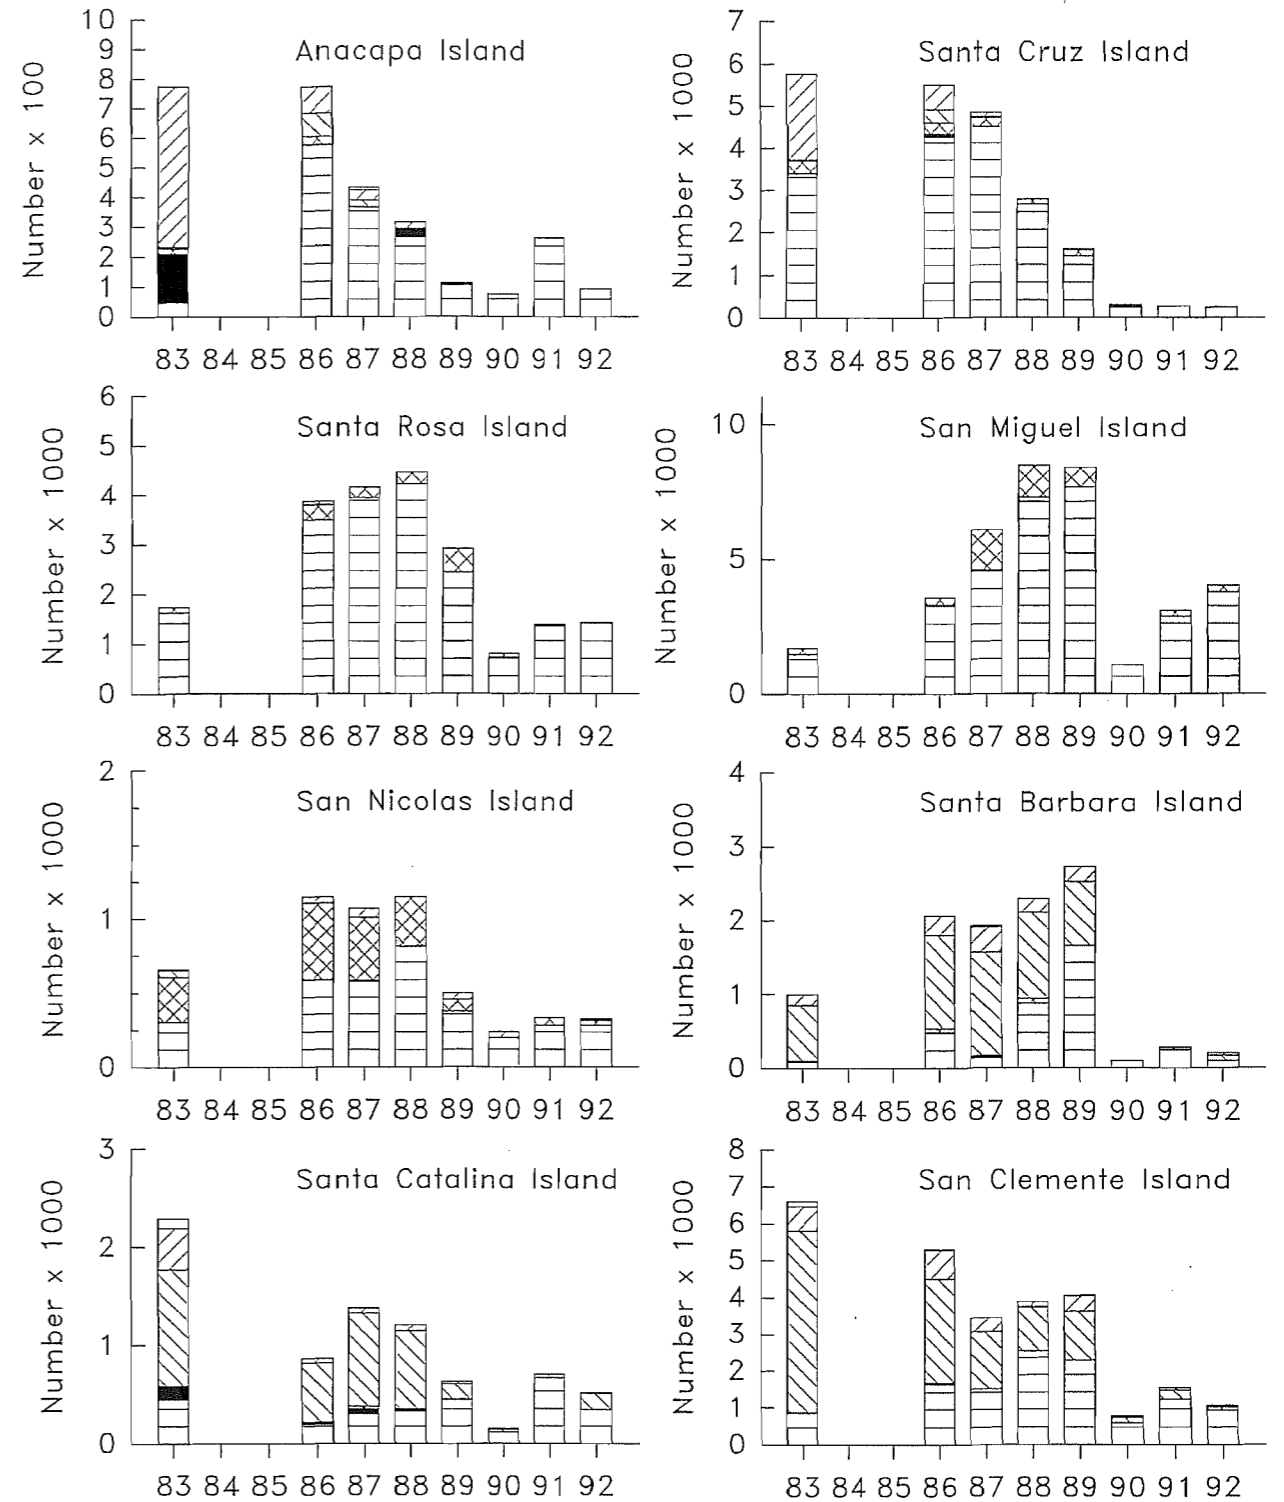 Anacapa Island
Number x 100
10
9
8
7
6
5
4
3
2
1
0
83 84 85 86 87 88 89 90 91 92
Santa Cruz Island
Number x 1000
7
6
5
4
3
2
1
0
83 84 85 86 87 88 89 90 91 92
Santa Rosa Island
Number x 1000
6
5
4
3
2
1
0
83 84 85 86 87 88 89 90 91 92
San Miguel Island
Number x 1000
10
5
0
83 84 85 86 87 88 89 90 91 92
San Nicolas Island
Number x 1000
2
1
0
83 84 85 86 87 88 89 90 91 92
Santa Barbara Island
Number x 1000
4
3
2
1
0
83 84 85 86 87 88 89 90 91 92
Santa Catalina Island
Number x 1000
3
2
1
0
83 84 85 86 87 88 89 90 91 92
San Clemente Island
Number x 1000
8
7
6
5
4
3
2
1
0
83 84 85 86 87 88 89 90 91 92